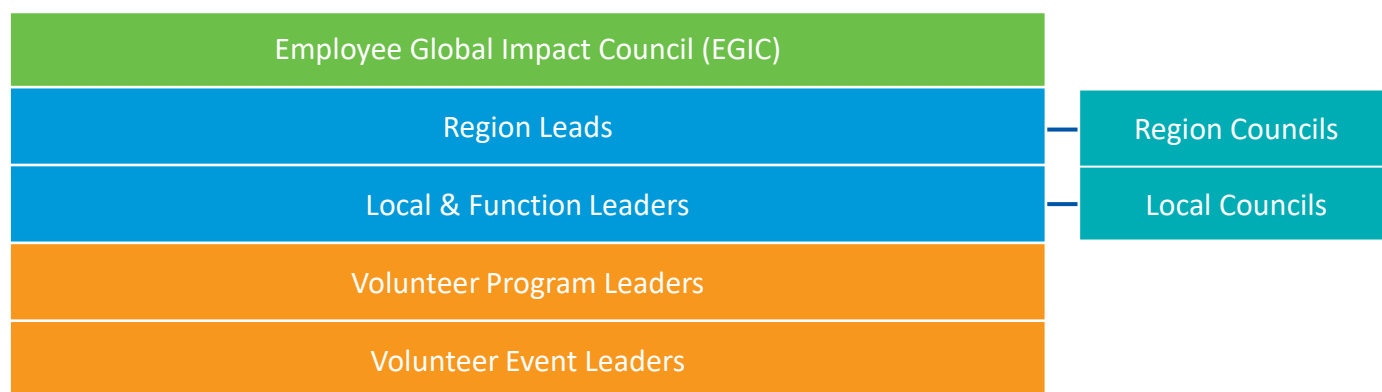 Employee Global Impact Council (EGIC)
Region Leads
Region Councils
Local & Function Leaders
Local Councils
Volunteer Program Leaders
Volunteer Event Leaders